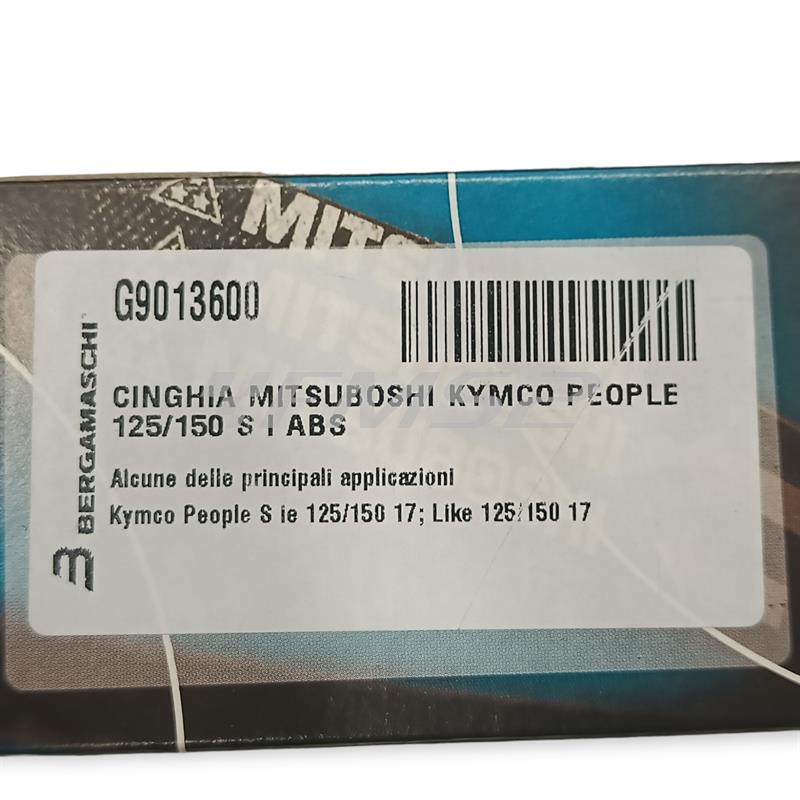 MITS
G9013600
BERGAMASCHI
CINGHIA MITSUBOSHI KYMCO PEOPLE
125/150 S I ABS
Alcune delle principali applicazioni
Kymco People S ie 125/150 17; Like 125/150 17